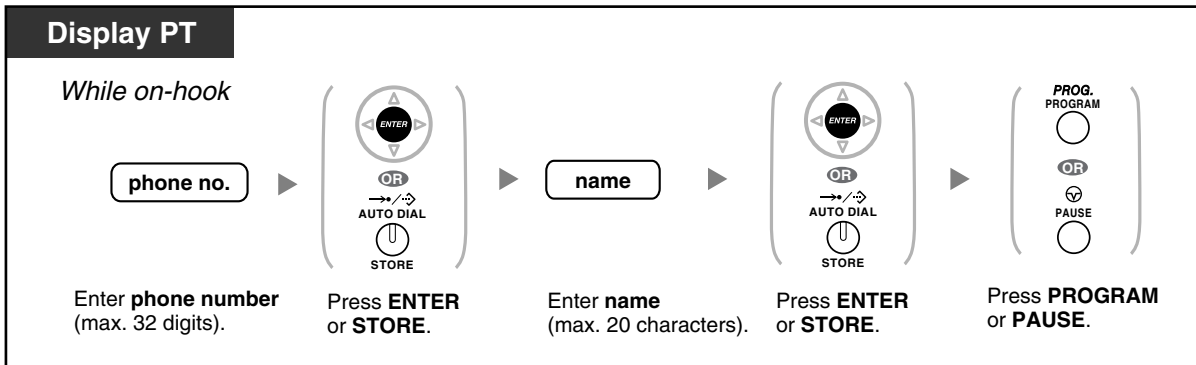 Display PT
While on-hook
phone no.
ENTER
OR
AUTO DIAL
STORE
name
ENTER
OR
AUTO DIAL
STORE
PROG.
PROGRAM
OR
PAUSE
Enter phone number
(max. 32 digits).
Press ENTER
or STORE.
Enter name
(max. 20 characters).
Press ENTER
or STORE.
Press PROGRAM
or PAUSE.